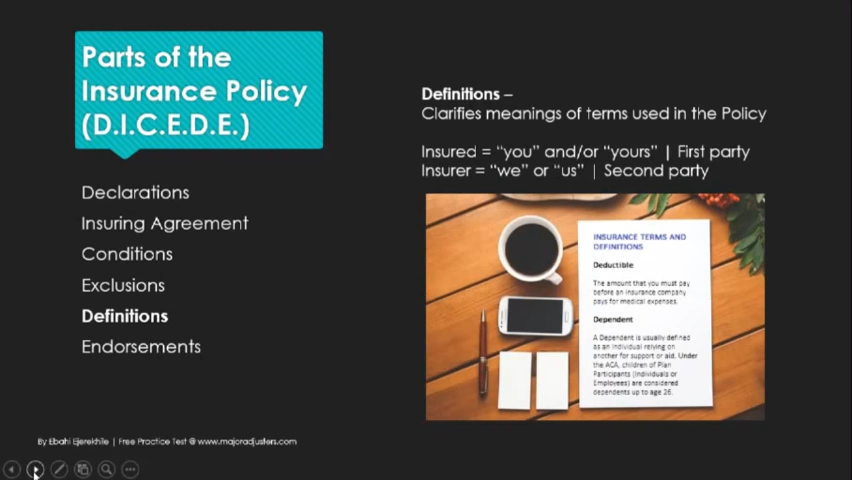 Parts of the
Insurance Policy
(D.I.C.E.D.E.)
Declarations
Insuring Agreement
Conditions
Exclusions
Definitions
Endorsements
Definitions –
Clarifies meanings of terms used in the Policy
Insured = “you” and/or “yours” | First party
Insurer = “we” or “us” | Second party
INSURANCE TERMS AND
DEFINITIONS
Deductible
The amount that you must pay
before an insurance company
pays for medical expenses.
Dependent
A Dependent is usually defined
as an individual relying on
another for support or aid. Under
the ACA, children of Plan
Participants (Individuals or
Employees) are considered
dependents up to age 26.
By Ebahi Ejerekhile | Free Practice Test @ www.majoradjusters.com